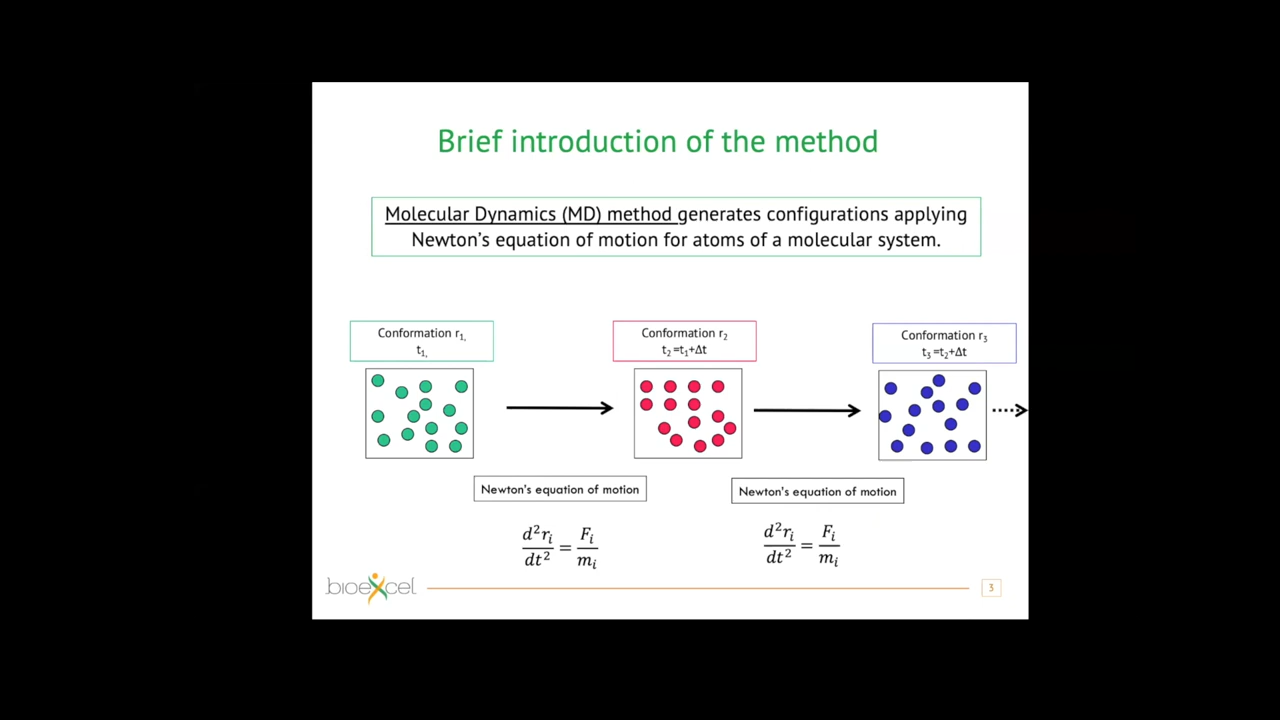 Brief introduction of the method
Molecular Dynamics (MD) method generates configurations applying
Newton's equation of motion for atoms of a molecular system.
Conformation r₁,
t₁,
Conformation r₂
t₂=t₁+Δt
Conformation r₃
t₃=t₂+Δt
Newton's equation of motion
d²rᵢ/dt² = Fᵢ/mᵢ
Newton's equation of motion
d²rᵢ/dt² = Fᵢ/mᵢ
bioexcel
3